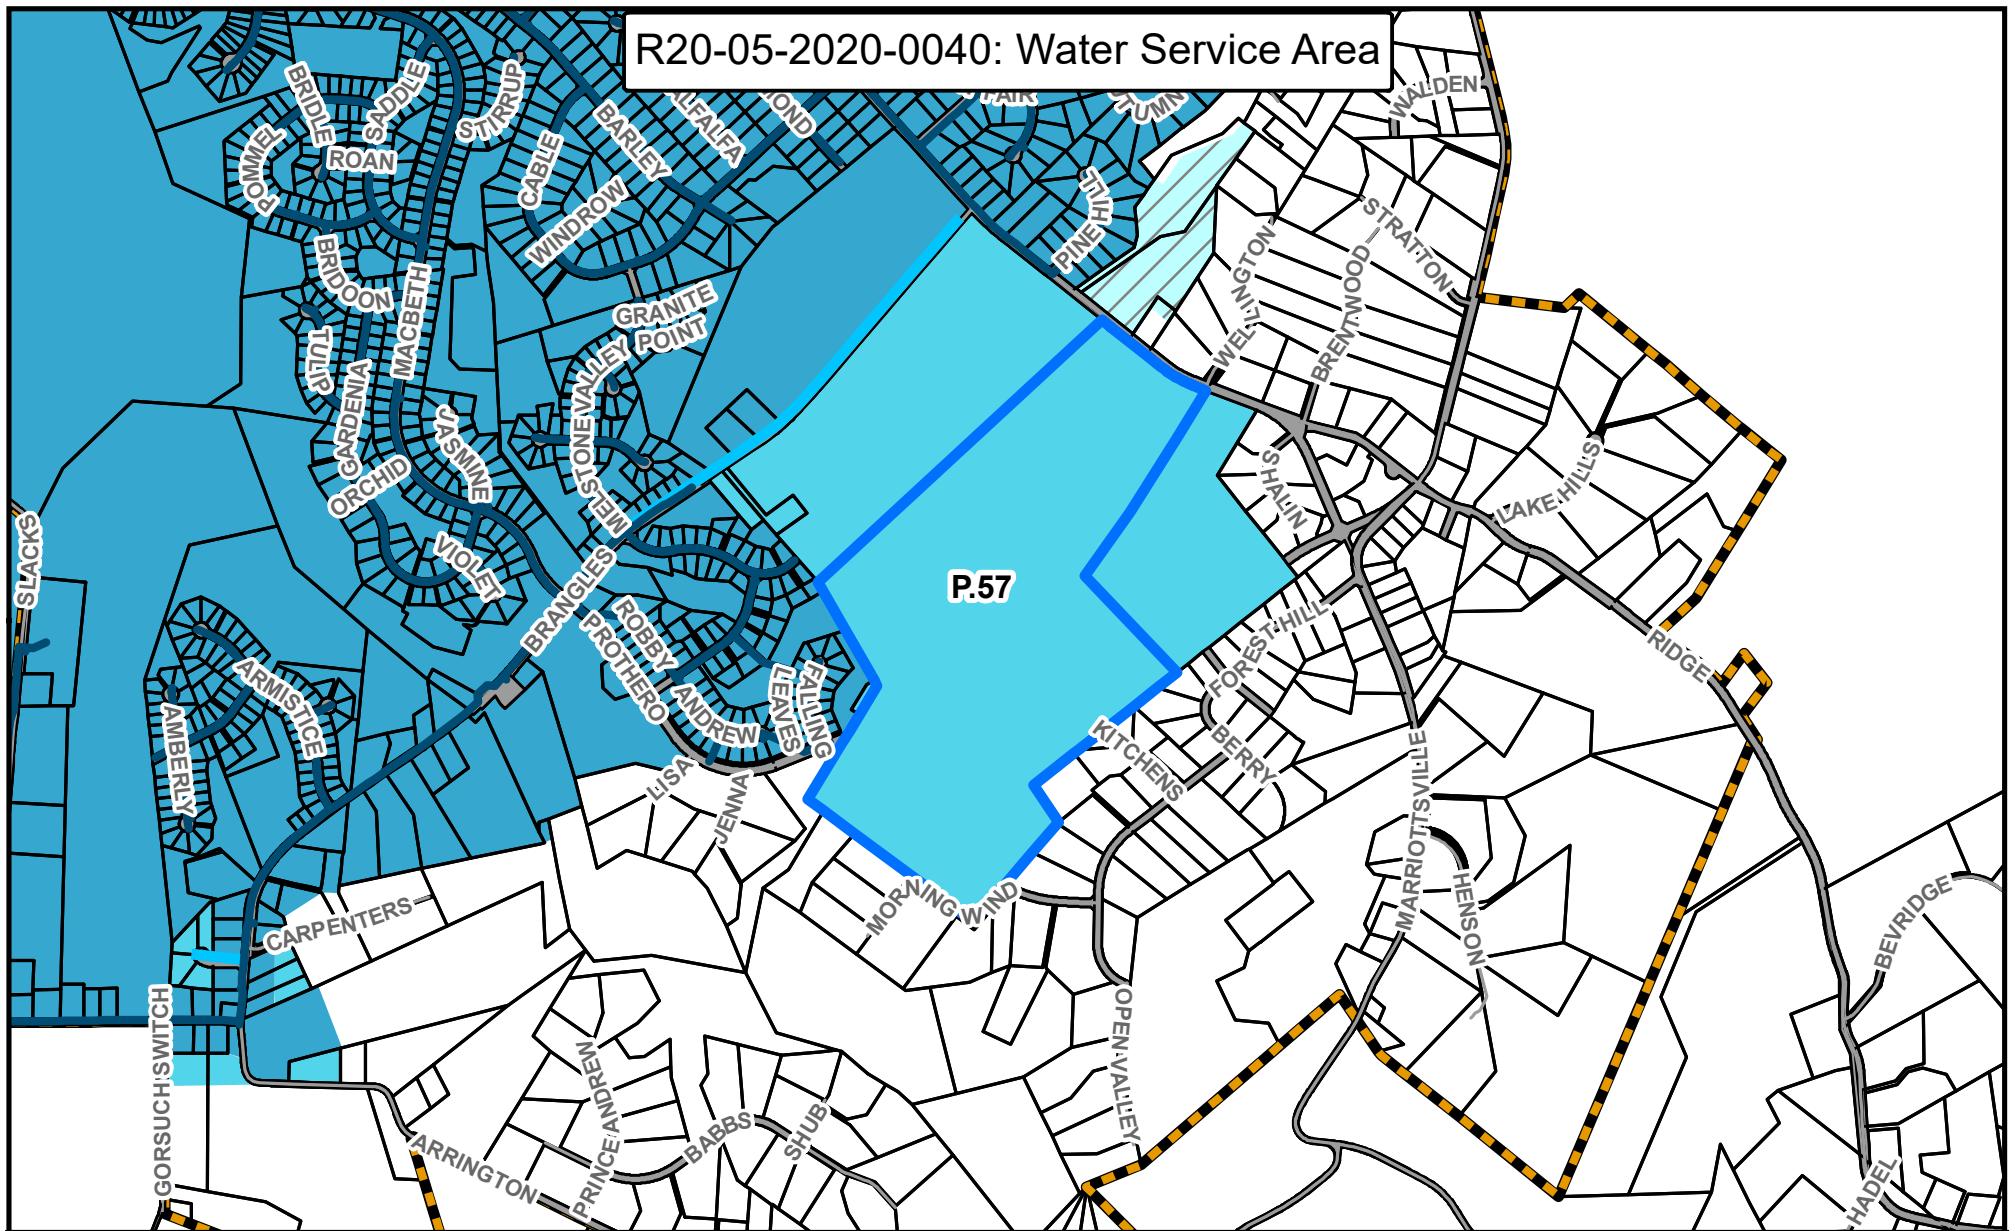 R20-05-2020-0040: Water Service Area
WALDEN
BRIDLE
SADDLE
STIRRUP
POMMEL
ROAN
CABLE
BARLEY
ALFALFA
FAIR
PINE HILL
WINDROW
STRATTON
BRIDOON
MACBETH
WELLINGTON
BRENTWOOD
GRANITE
POINT
TULIP
GARDENIA
STONE VALLEY
JASMINE
ORCHID
MELS
SHALIN
LAKE HILLS
SLACKS
VIOLET
BRANGLES
P.57
ROBBY
PROTHERO
ANDREW
LEAVES
FALLING
FOREST HILL
RIDGE
ARMISTICE
AMBERLY
KITCHENS
BERRY
LISA
JENNA
MARRIOTTSVILLE
HENSON
MORNING WIND
CARPENTERS
BEVRIDGE
GORSUCH SWITCH
OPEN VALLEY
PRINCE ANDREW
BABBS
SHUB
ARRINGTON
HADEL